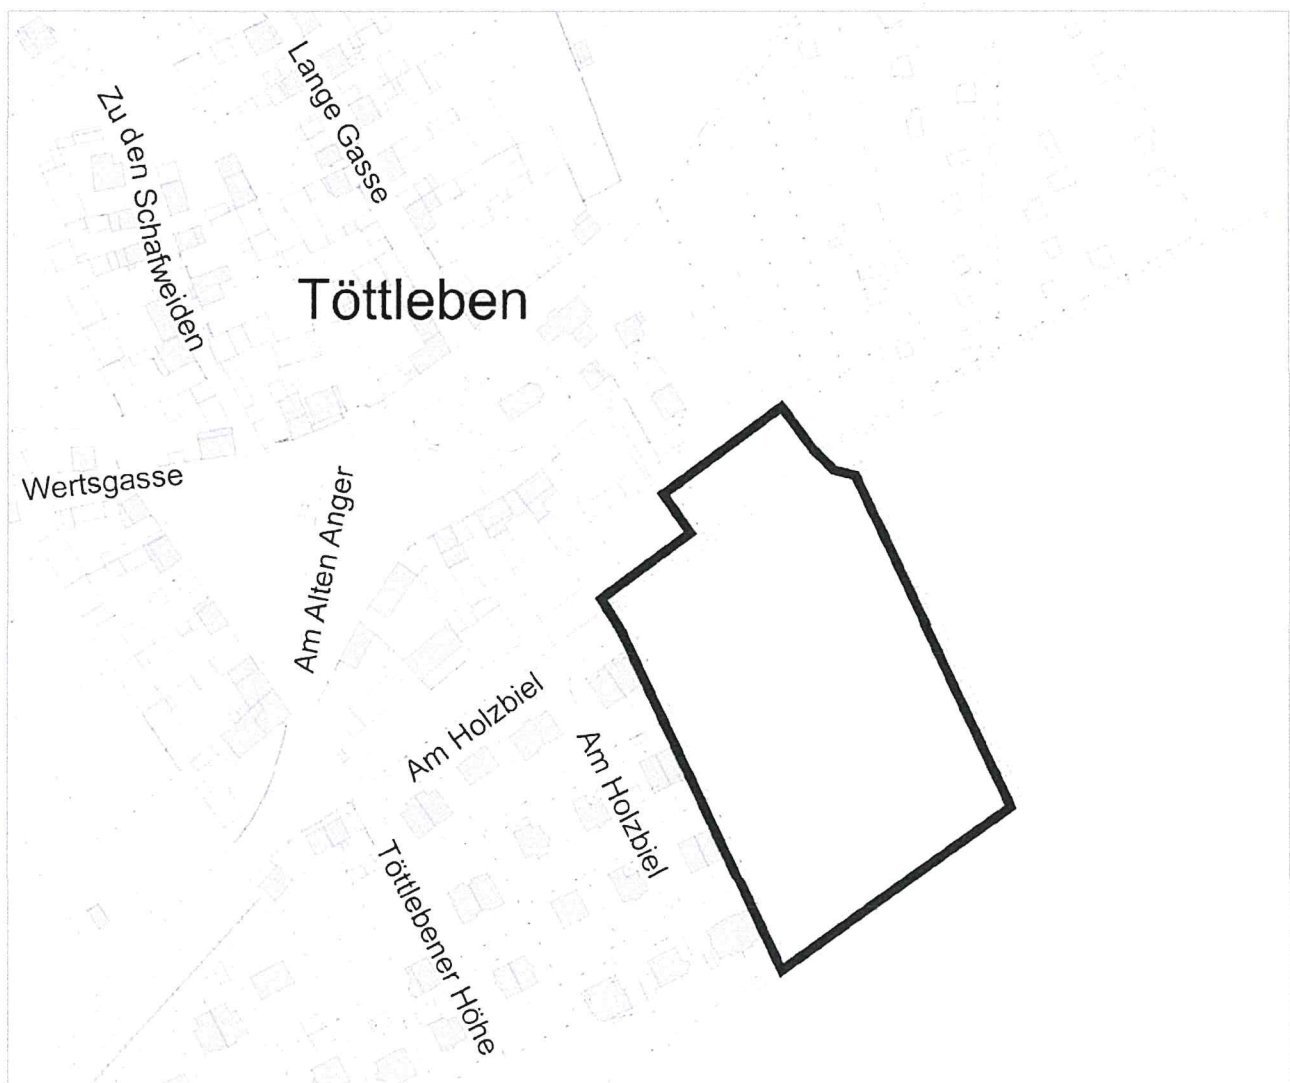 Lange Gasse
Zu den Schafweiden
Töttleben
Wertsgasse
Am Alten Anger
Am Holzbiel
Am Holzbiel
Töttlebener Höhe